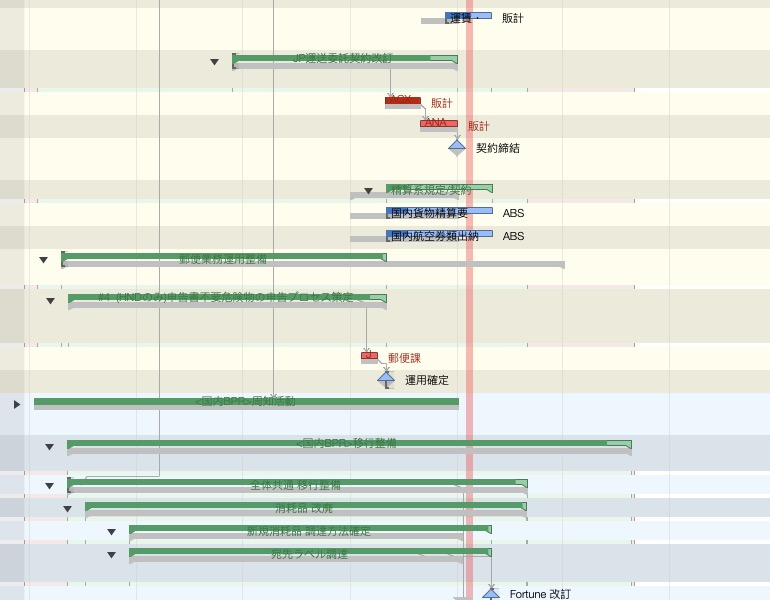 運賃・ 販計
JP運送委託契約改訂
ACX 販計
ANA 販計
契約締結
精算系規定/契約
国内貨物精算要 ABS
国内航空券類出納 ABS
郵便業務運用整備
#4 (HNDのみ)申告書不要危険物の申告プロセス策定
郵便課
運用確定
<国内BPR>周知活動
<国内BPR>移行整備
全体共通 移行整備
消耗品 改廃
新規消耗品 調達方法確定
宛先ラベル調達
Fortune 改訂